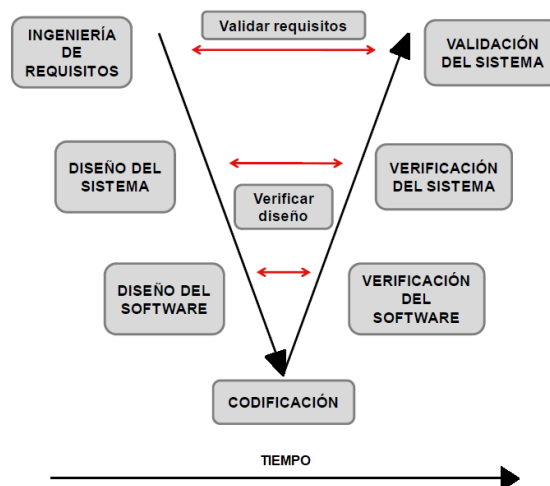 INGENIERÍA
DE
REQUISITOS
Validar requisitos
VALIDACIÓN
DEL SISTEMA
DISEÑO DEL
SISTEMA
Verificar
diseño
VERIFICACIÓN
DEL SISTEMA
DISEÑO DEL
SOFTWARE
VERIFICACIÓN
DEL
SOFTWARE
CODIFICACIÓN
TIEMPO